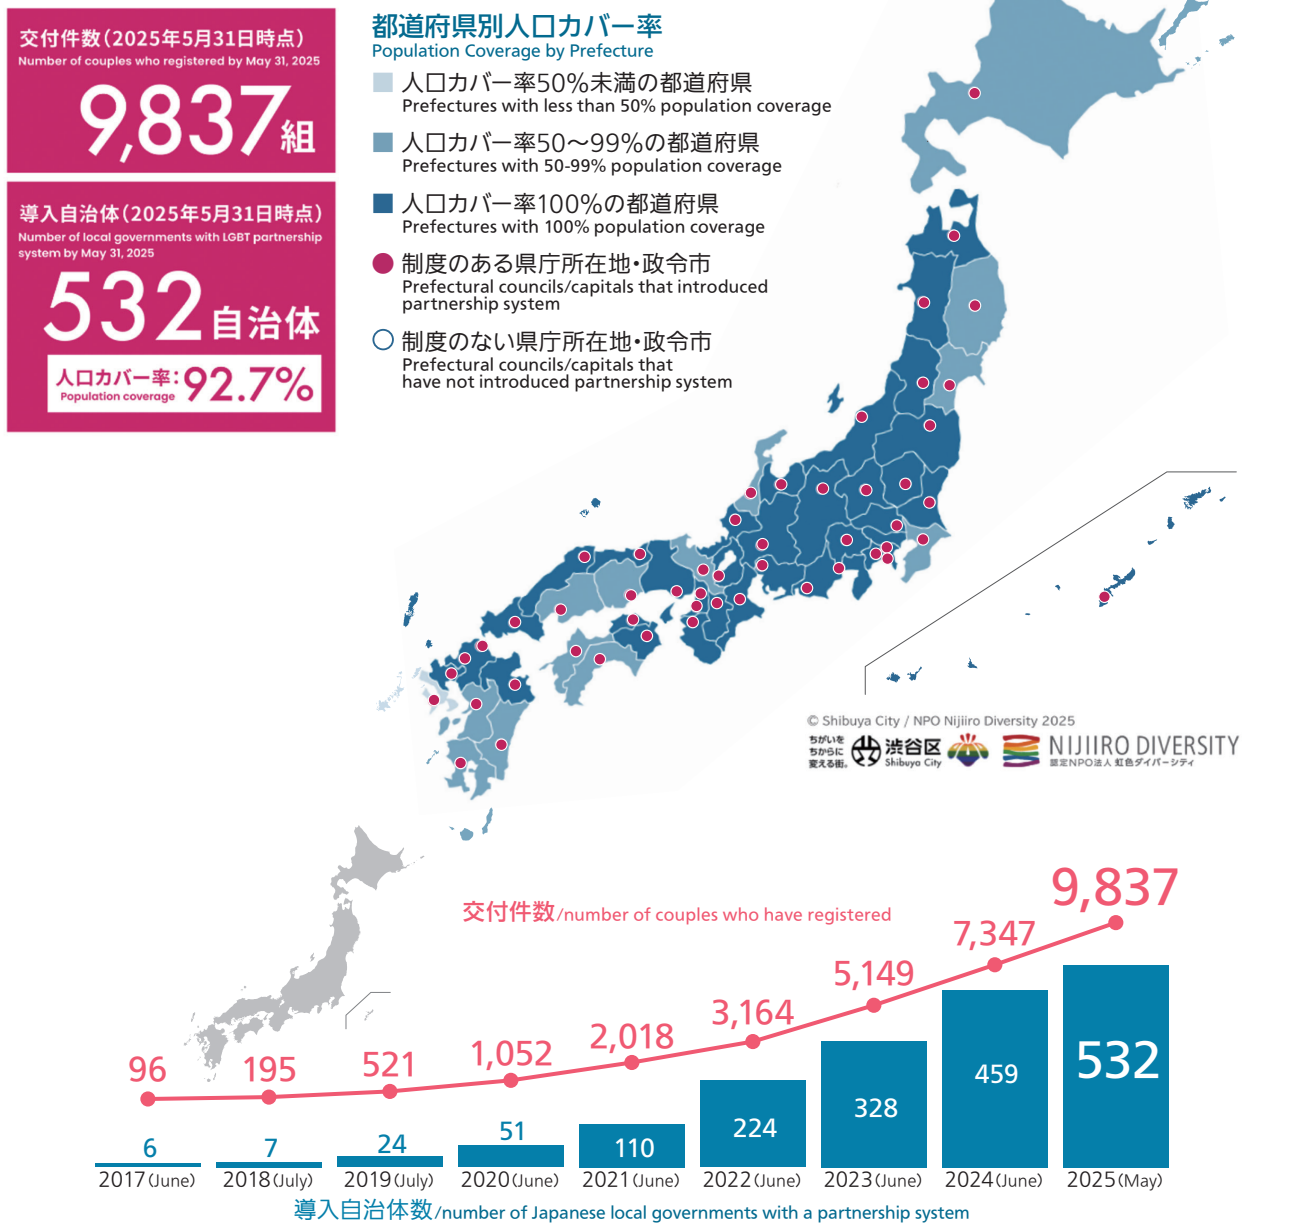 交付件数(2025年5月31日時点)
Number of couples who registered by May 31, 2025
9,837組
導入自治体(2025年5月31日時点)
Number of local governments with LGBT partnership
system by May 31, 2025
532自治体
人口カバー率:92.7%
Population coverage
都道府県別人口カバー率
Population Coverage by Prefecture
人口カバー率50%未満の都道府県
Prefectures with less than 50% population coverage
人口カバー率50〜99%の都道府県
Prefectures with 50-99% population coverage
人口カバー率100%の都道府県
Prefectures with 100% population coverage
制度のある県庁所在地・政令市
Prefectural councils/capitals that introduced
partnership system
制度のない県庁所在地・政令市
Prefectural councils/capitals that
have not introduced partnership system
© Shibuya City / NPO Nijiiro Diversity 2025
ちがいを
ちからに
変える街。
渋谷区
Shibuya City
NIJIIRO DIVERSITY
認定NPO法人 虹色ダイバーシティ
交付件数/number of couples who have registered
96
195
521
1,052
2,018
3,164
5,149
7,347
9,837
6
7
24
51
110
224
328
459
532
2017(June)
2018(July)
2019(July)
2020(June)
2021(June)
2022(June)
2023(June)
2024(June)
2025(May)
導入自治体数/number of Japanese local governments with a partnership system